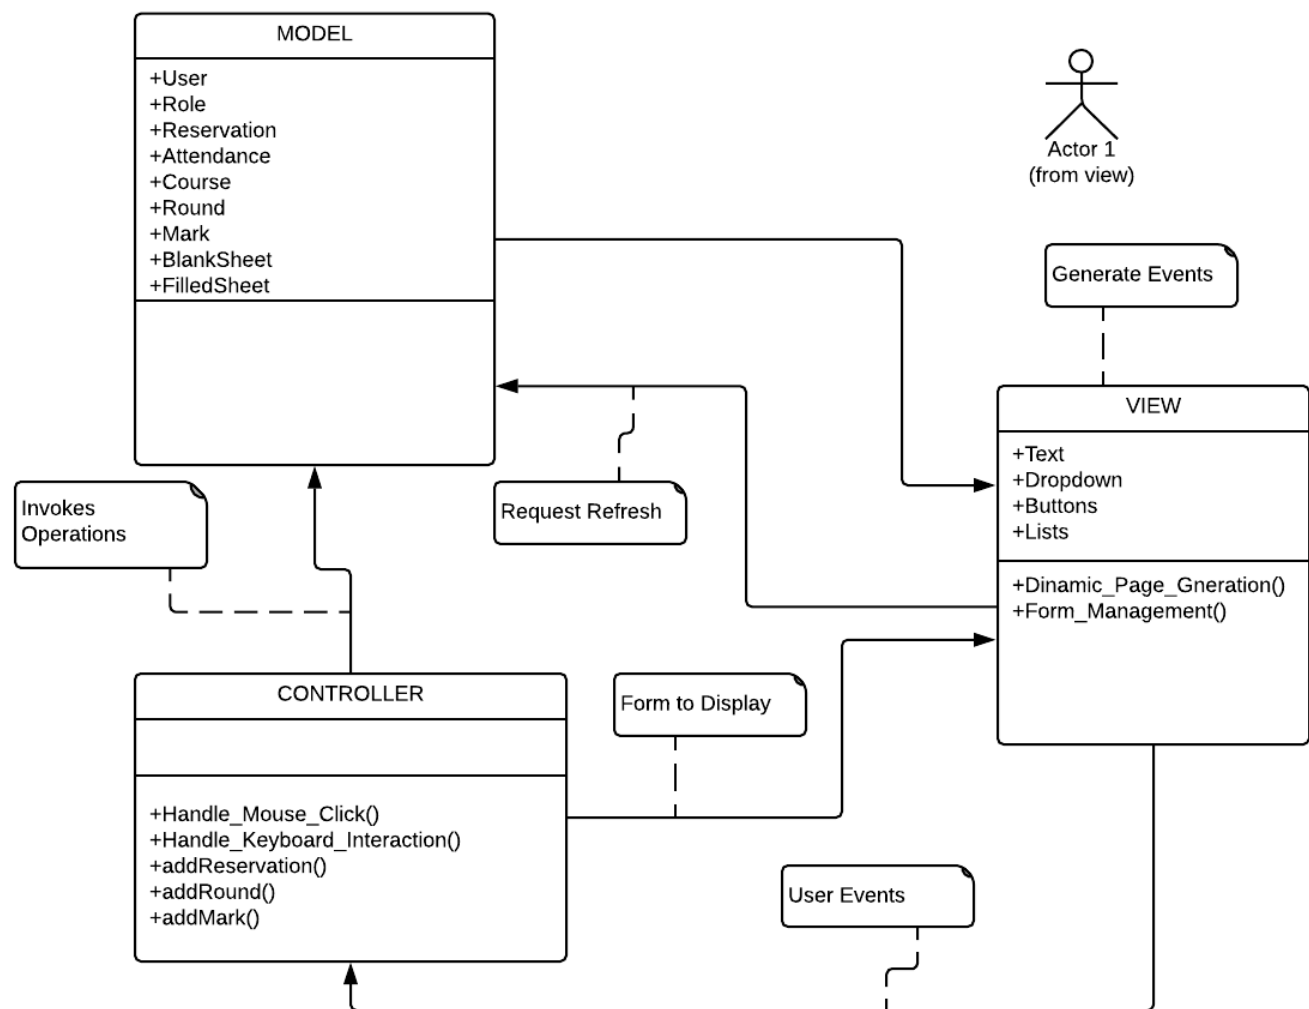 MODEL
+User
+Role
+Reservation
+Attendance
+Course
+Round
+Mark
+BlankSheet
+FilledSheet
Actor 1
(from view)
Generate Events
VIEW
+Text
+Dropdown
+Buttons
+Lists
+Dinamic_Page_Gneration()
+Form_Management()
Invokes
Operations
Request Refresh
CONTROLLER
+Handle_Mouse_Click()
+Handle_Keyboard_Interaction()
+addReservation()
+addRound()
+addMark()
Form to Display
User Events